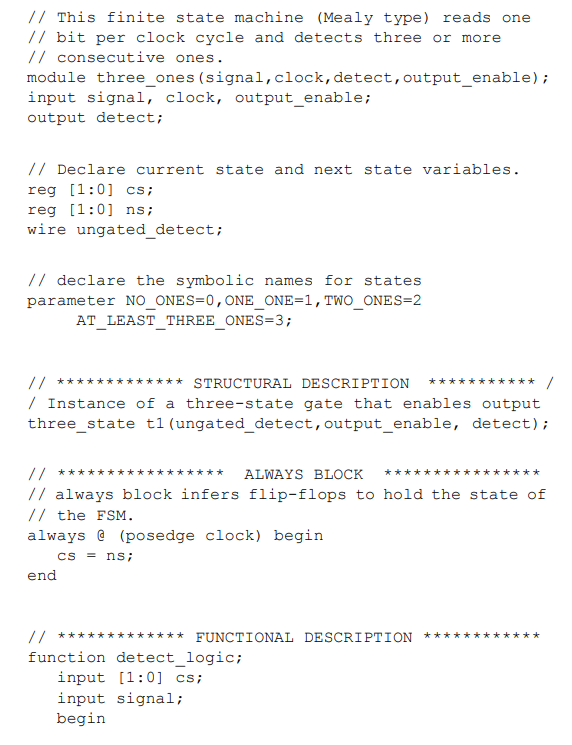 // This finite state machine (Mealy type) reads one
// bit per clock cycle and detects three or more
// consecutive ones.
module three_ones(signal,clock,detect,output_enable);
input signal, clock, output_enable;
output detect;
// Declare current state and next state variables.
reg [1:0] cs;
reg [1:0] ns;
wire ungated_detect;
// declare the symbolic names for states
parameter NO_ONES=0,ONE_ONE=1,TWO_ONES=2
AT_LEAST_THREE_ONES=3;
// ************* STRUCTURAL DESCRIPTION *********** /
/ Instance of a three-state gate that enables output
three_state t1(ungated_detect,output_enable, detect);
// ***************** ALWAYS BLOCK ****************
// always block infers flip-flops to hold the state of
// the FSM.
always @ (posedge clock) begin
cs = ns;
end
// ************* FUNCTIONAL DESCRIPTION ************
function detect_logic;
input [1:0] cs;
input signal;
begin